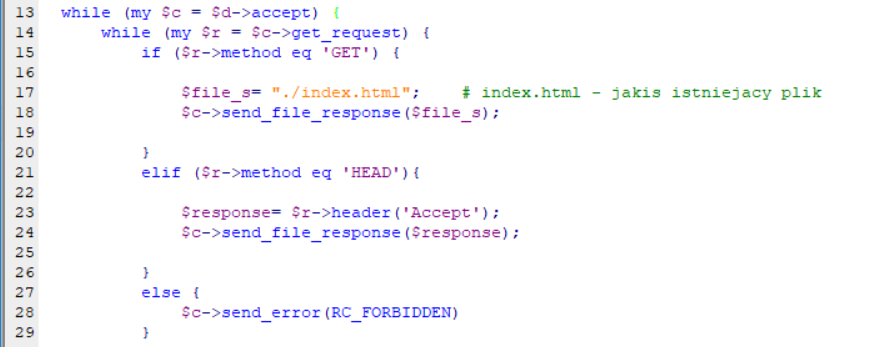 13 while (my $c = $d->accept) {
14 while (my $r = $c->get_request) {
15 if ($r->method eq 'GET') {
16
17 $file_s= "./index.html"; # index.html - jakis istniejacy plik
18 $c->send_file_response($file_s);
19
20 }
21 elif ($r->method eq 'HEAD'){
22
23 $response= $r->header('Accept');
24 $c->send_file_response($response);
25
26 }
27 else {
28 $c->send_error(RC_FORBIDDEN)
29 }